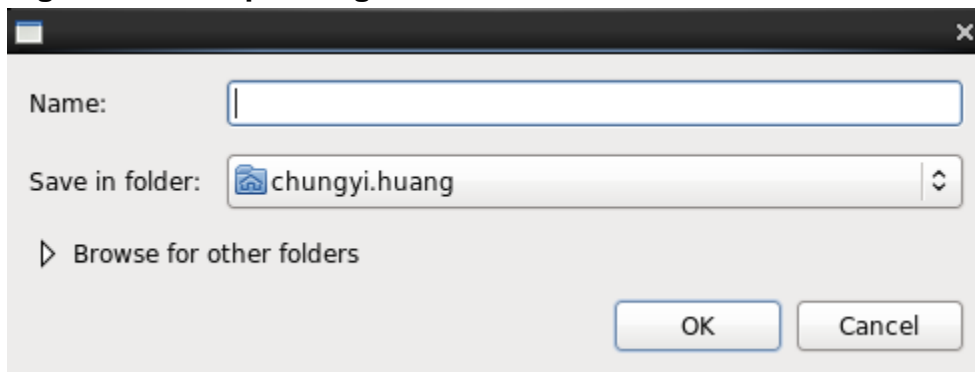 Name:
Save in folder: chungyi.huang
Browse for other folders
OK Cancel